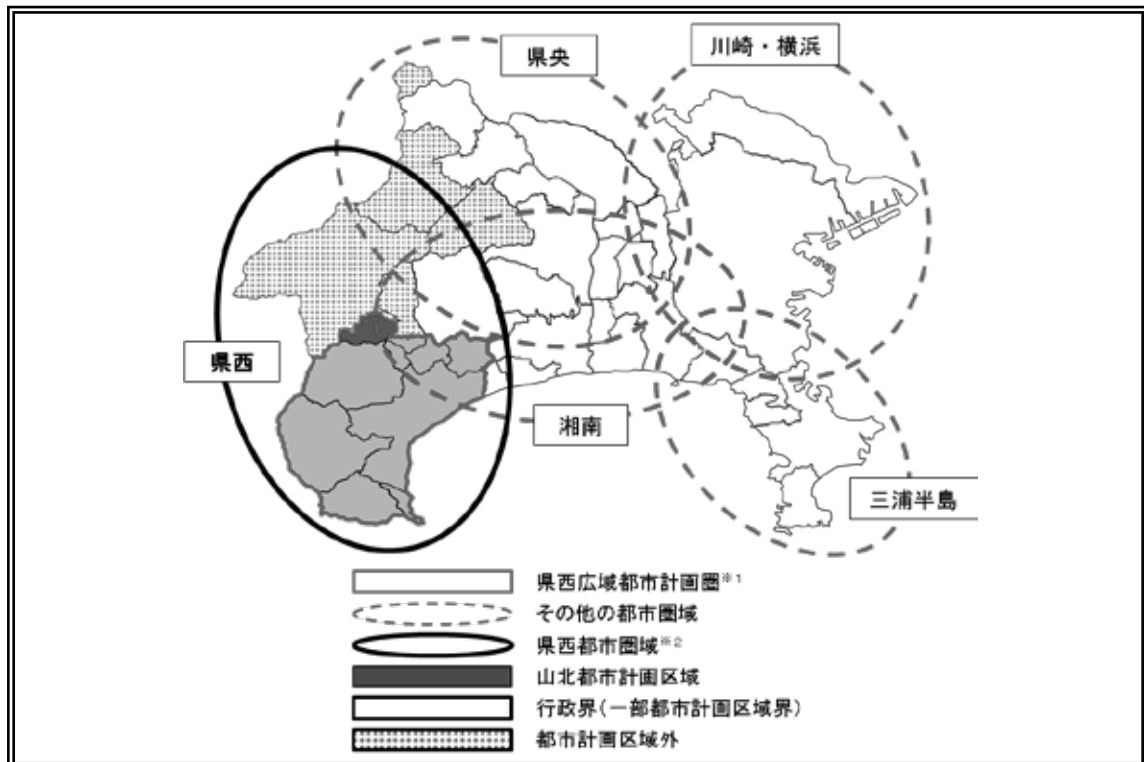 県央
川崎・横浜
県西
湘南
三浦半島
県西広域都市計画圏※1
その他の都市圏域
県西都市圏域※2
山北都市計画区域
行政界(一部都市計画区域界)
都市計画区域外